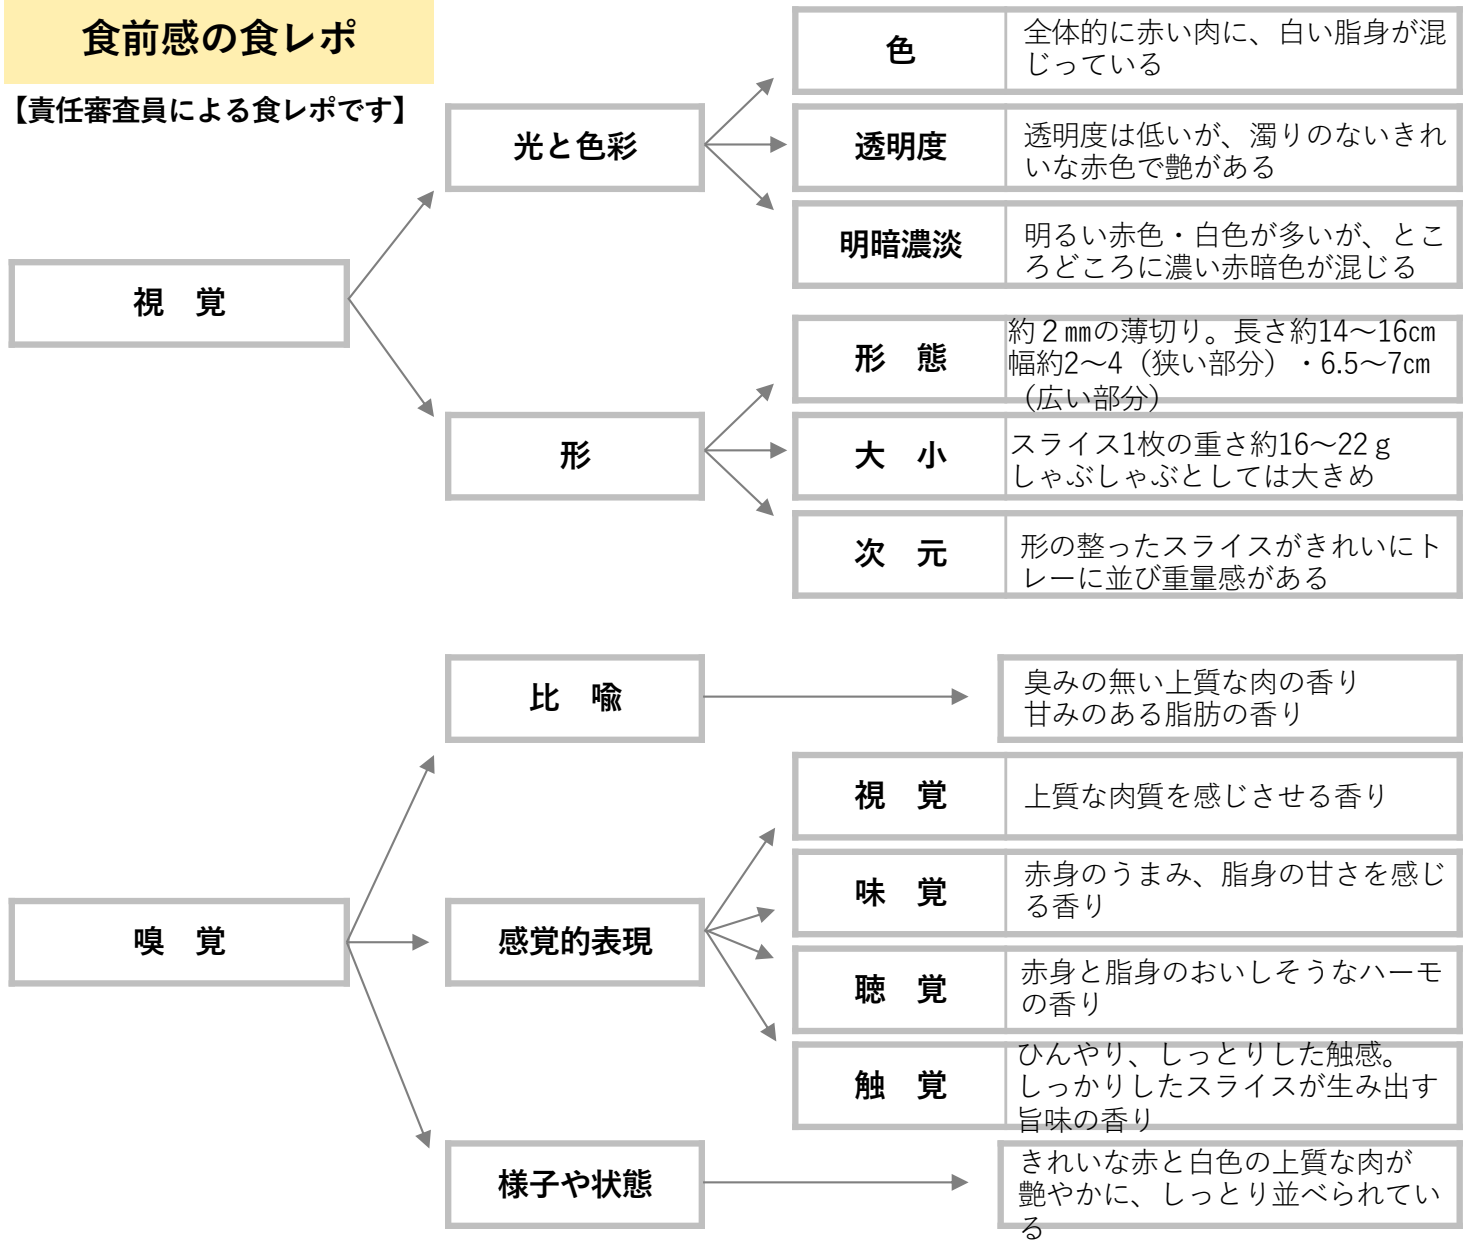 食前感の食レポ
【責任審査員による食レポです】
視　覚
光と色彩
色
全体的に赤い肉に、白い脂身が混
じっている
透明度
透明度は低いが、濁りのないきれ
いな赤色で艶がある
明暗濃淡
明るい赤色・白色が多いが、とこ
ろどころに濃い赤暗色が混じる
形
形　態
約２㎜の薄切り。長さ約14～16㎝
幅約2～4（狭い部分）・6.5～7㎝
（広い部分）
大　小
スライス1枚の重さ約16～22ｇ
しゃぶしゃぶとしては大きめ
次　元
形の整ったスライスがきれいにト
レーに並び重量感がある
嗅　覚
比　喩
臭みの無い上質な肉の香り
甘みのある脂肪の香り
感覚的表現
視　覚
上質な肉質を感じさせる香り
味　覚
赤身のうまみ、脂身の甘さを感じ
る香り
聴　覚
赤身と脂身のおいしそうなハーモ
の香り
触　覚
ひんやり、しっとりした触感。
しっかりしたスライスが生み出す
旨味の香り
様子や状態
きれいな赤と白色の上質な肉が
艶やかに、しっとり並べられてい
る